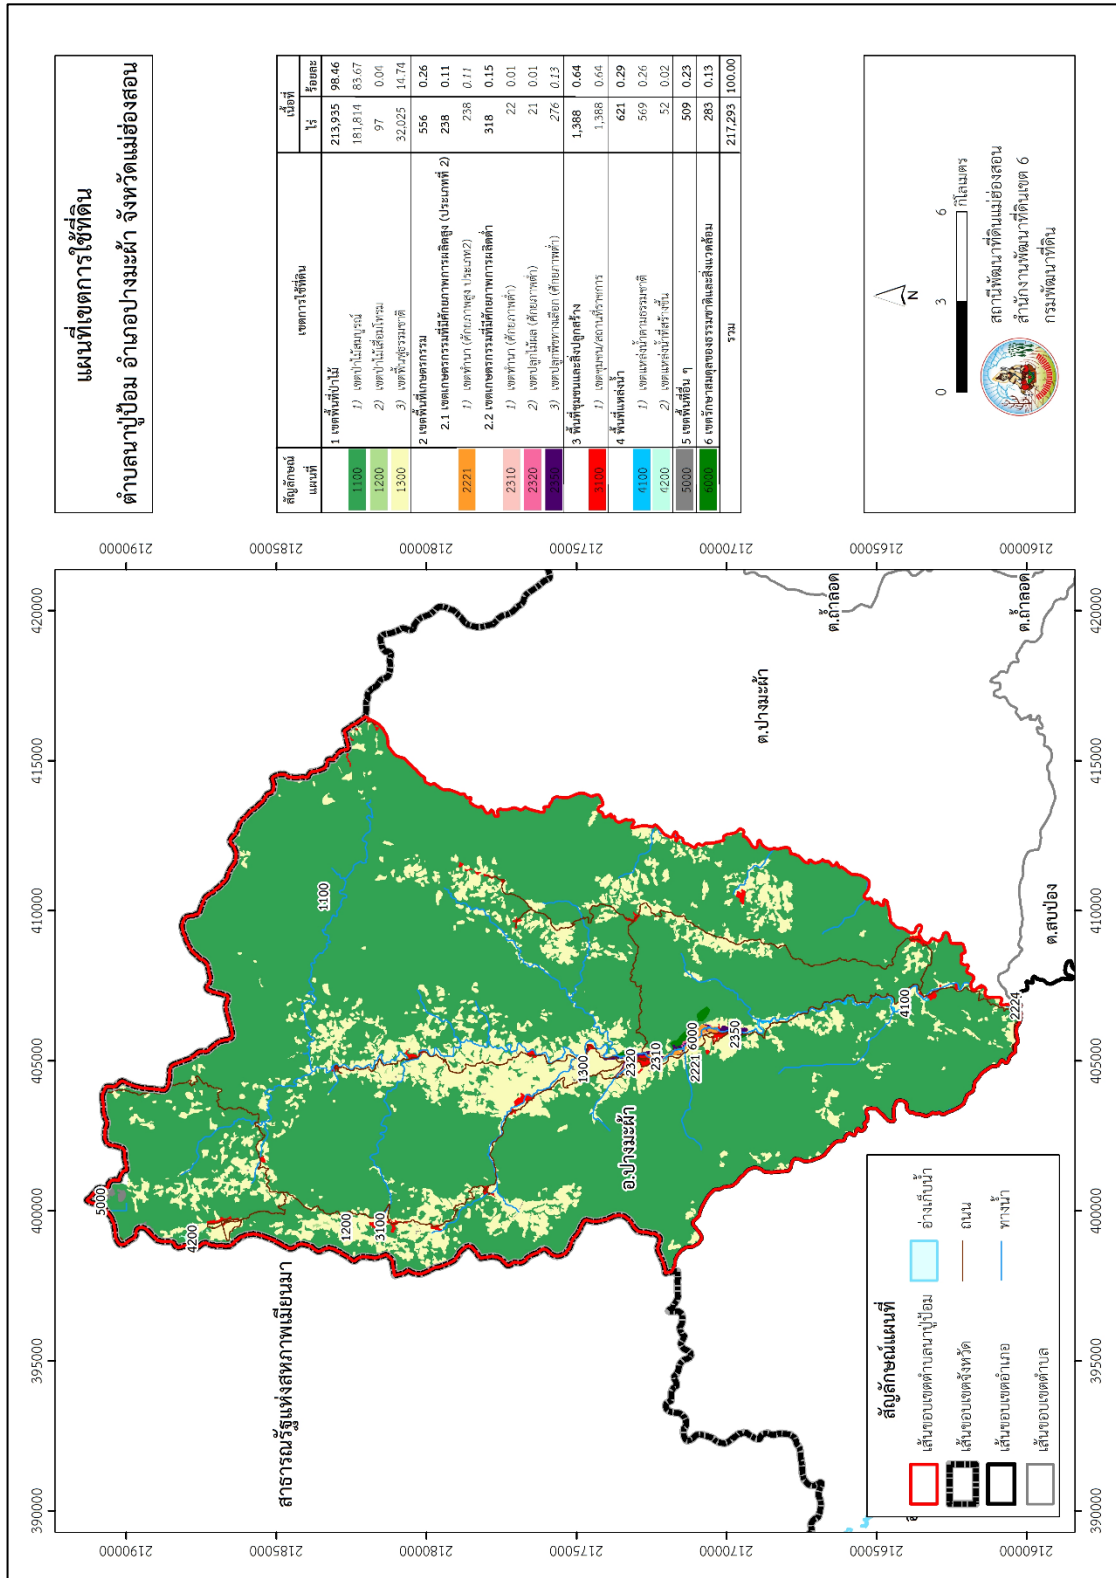 แผนที่เขตการใช้ที่ดิน
ตำบลนาปู่ป้อม อำเภอปางมะผ้า จังหวัดแม่ฮ่องสอน
สัญลักษณ์แผนที่ เขตการใช้ที่ดิน เนื้อที่
ไร่ ร้อยละ
1 เขตพื้นที่ป่าไม้ 213,935 98.46
1100 1) เขตป่าไม้สมบูรณ์ 181,814 83.67
1200 2) เขตป่าไม้เสื่อมโทรม 97 0.04
1300 3) เขตฟื้นฟูธรรมชาติ 32,025 14.74
2 เขตพื้นที่เกษตรกรรม 556 0.26
2.1 เขตเกษตรกรรมที่มีศักยภาพการผลิตสูง (ประเภทที่ 2) 238 0.11
2221 1) เขตทำนา (ศักยภาพสูง ประเภท2) 238 0.11
2.2 เขตเกษตรกรรมที่มีศักยภาพการผลิตต่ำ 318 0.15
2310 1) เขตทำนา (ศักยภาพต่ำ) 22 0.01
2320 2) เขตปลูกไม้ผล (ศักยภาพต่ำ) 21 0.01
2350 3) เขตปลูกพืชทางเลือก (ศักยภาพต่ำ) 276 0.13
3 พื้นที่ชุมชนและสิ่งปลูกสร้าง 1,388 0.64
3100 1) เขตชุมชน/สถานที่ราชการ 1,388 0.64
4 พื้นที่แหล่งน้ำ 621 0.29
4100 1) เขตแหล่งน้ำตามธรรมชาติ 569 0.26
4200 2) เขตแหล่งน้ำที่สร้างขึ้น 52 0.02
5000 5 เขตพื้นที่อื่น ๆ 509 0.23
6000 6 เขตรักษาสมดุลของธรรมชาติและสิ่งแวดล้อม 283 0.13
รวม 217,293 100.00
N
0 3 6
กิโลเมตร
สถานีพัฒนาที่ดินแม่ฮ่องสอน
สำนักงานพัฒนาที่ดินเขต 6
กรมพัฒนาที่ดิน
390000 395000 400000 405000 410000 415000 420000
2190000
2185000
2180000
2175000
2170000
2165000
2160000
2190000
2185000
2180000
2175000
2170000
2165000
2160000
สาธารณรัฐแห่งสหภาพเมียนมา
5000
4200
1100
1200
3100
1300
2320
อ.ปางมะผ้า
2310
6000
2221
2350
ต.ปางมะผ้า
ต.ถ้ำลอด
4100
2224
ต.ถ้ำลอด
ต.สบป่อง
สัญลักษณ์แผนที่
เส้นขอบเขตตำบลนาปู่ป้อม อ่างเก็บน้ำ
เส้นขอบเขตจังหวัด ถนน
เส้นขอบเขตอำเภอ ทางน้ำ
เส้นขอบเขตตำบล
390000 395000 400000 405000 410000 415000 420000